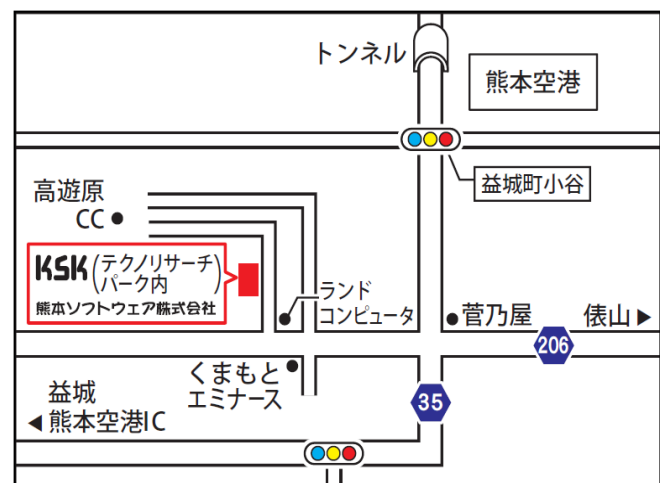 トンネル
熊本空港
益城町小谷
高遊原
CC
KSK(テクノリサーチ
パーク内)
熊本ソフトウェア株式会社
ランド
コンピュータ
菅乃屋
俵山▶
206
くまもと
エミナース
35
益城
◀熊本空港IC